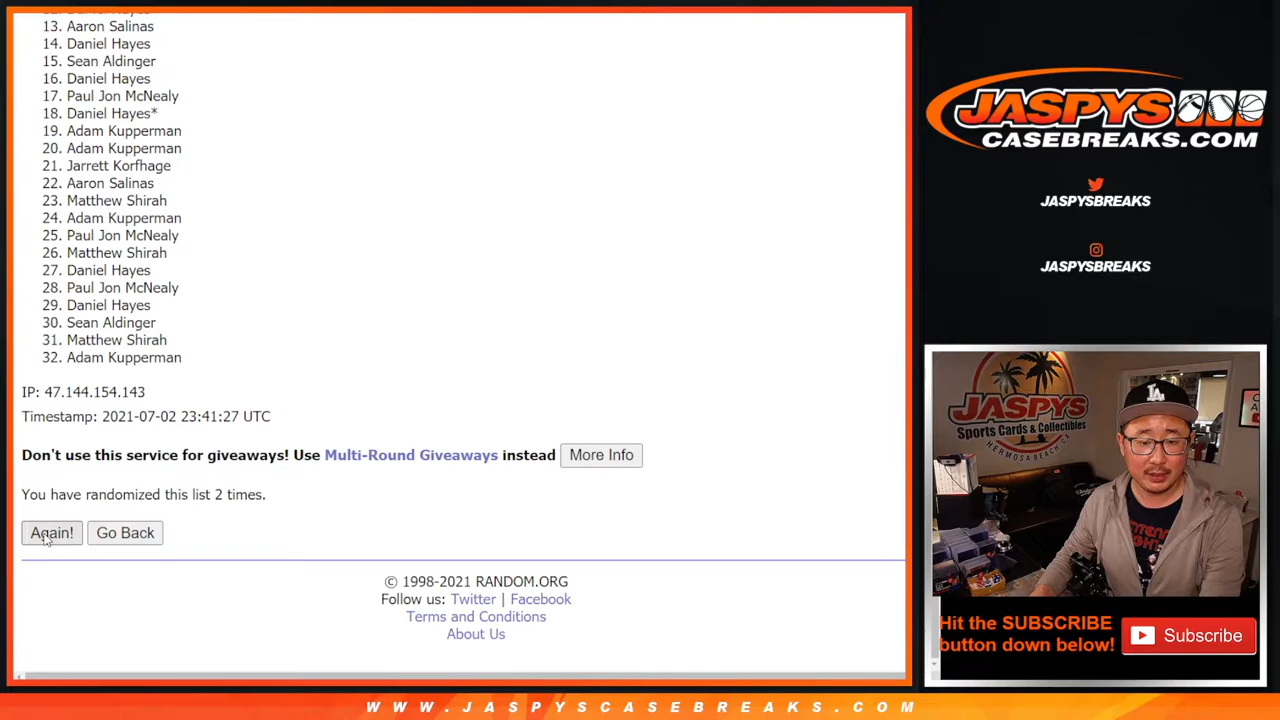 13. Aaron Salinas
14. Daniel Hayes
15. Sean Aldinger
16. Daniel Hayes
17. Paul Jon McNealy
18. Daniel Hayes*
19. Adam Kupperman
20. Adam Kupperman
21. Jarrett Korfhage
22. Aaron Salinas
23. Matthew Shirah
24. Adam Kupperman
25. Paul Jon McNealy
26. Matthew Shirah
27. Daniel Hayes
28. Paul Jon McNealy
29. Daniel Hayes
30. Sean Aldinger
31. Matthew Shirah
32. Adam Kupperman
IP: 47.144.154.143
Timestamp: 2021-07-02 23:41:27 UTC
Don't use this service for giveaways! Use Multi-Round Giveaways instead More Info
You have randomized this list 2 times.
Again! Go Back
© 1998-2021 RANDOM.ORG
Follow us: Twitter | Facebook
Terms and Conditions
About Us
JASPYS
CASEBREAKS.COM
JASPYSBREAKS
JASPYSBREAKS
JASPYS
Sports Cards & Collectibles
HERMOSA BEACH
LA
Hit the SUBSCRIBE
button down below!
Subscribe
WWW.JASPYSCASEBREAKS.COM